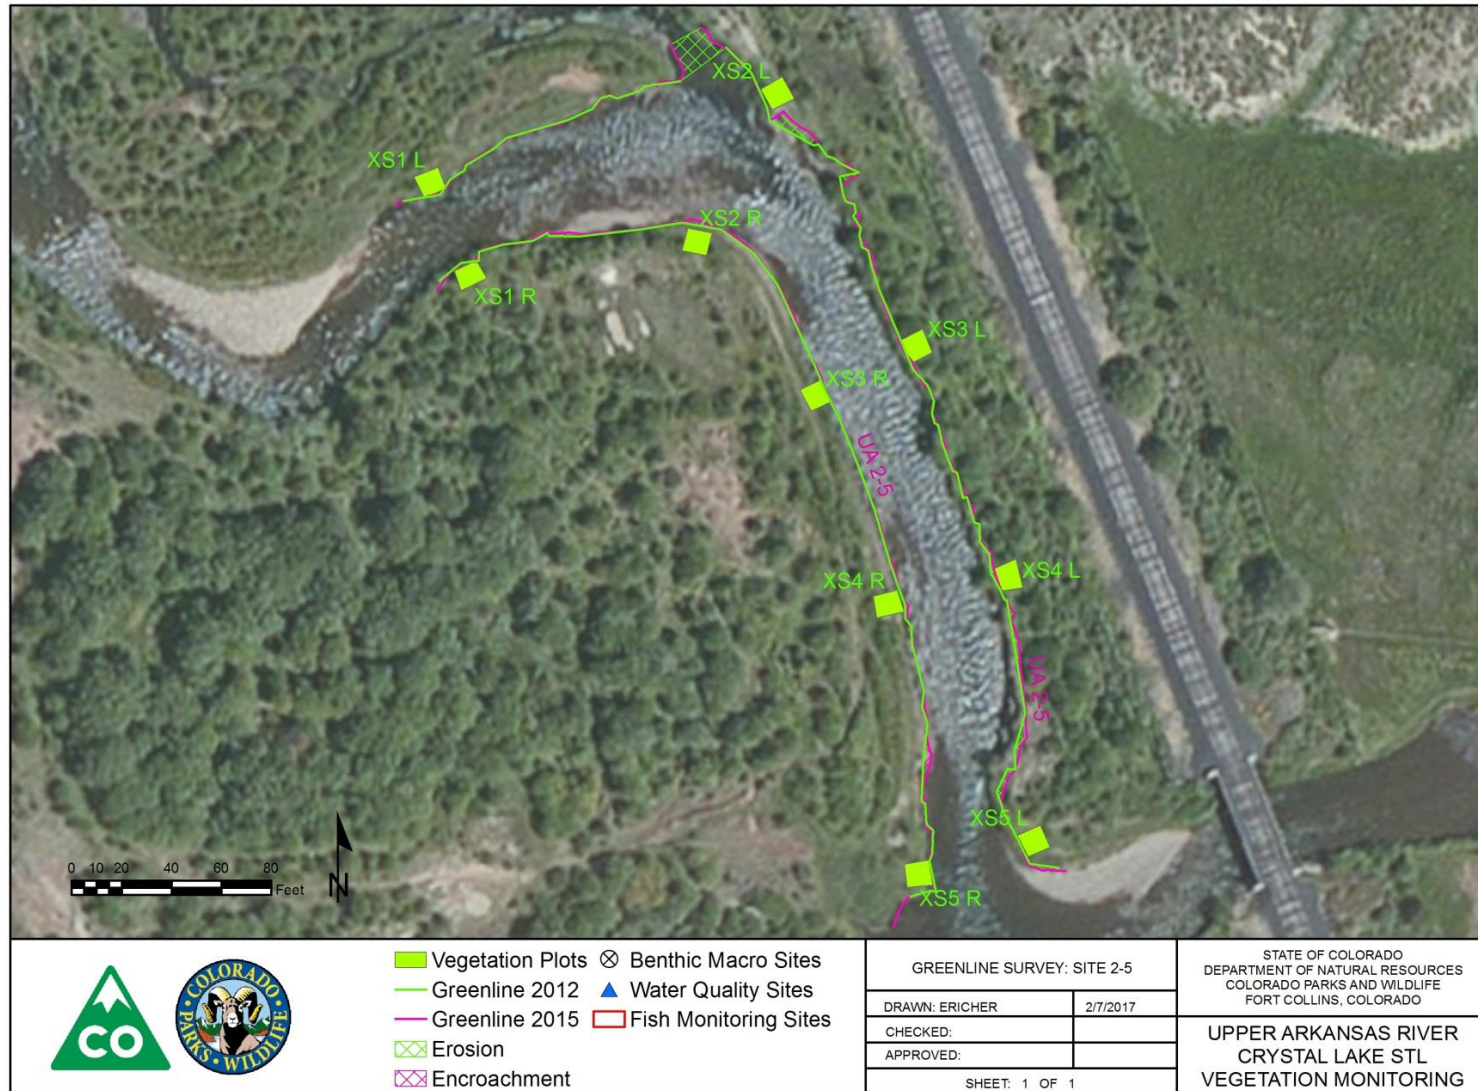 XS2 L
XS1 L
XS2 R
XS1 R
XS3 L
XS3 R
UA 2-5
XS4 L
XS4 R
UA 2-5
XS5 L
XS5 R
0 10 20 40 60 80
Feet
N
CO
COLORADO
PARKS • WILDLIFE
Vegetation Plots
Greenline 2012
Greenline 2015
Erosion
Encroachment
Benthic Macro Sites
Water Quality Sites
Fish Monitoring Sites
GREENLINE SURVEY: SITE 2-5
DRAWN: ERICHER 2/7/2017
CHECKED:
APPROVED:
SHEET: 1 OF 1
STATE OF COLORADO
DEPARTMENT OF NATURAL RESOURCES
COLORADO PARKS AND WILDLIFE
FORT COLLINS, COLORADO
UPPER ARKANSAS RIVER
CRYSTAL LAKE STL
VEGETATION MONITORING